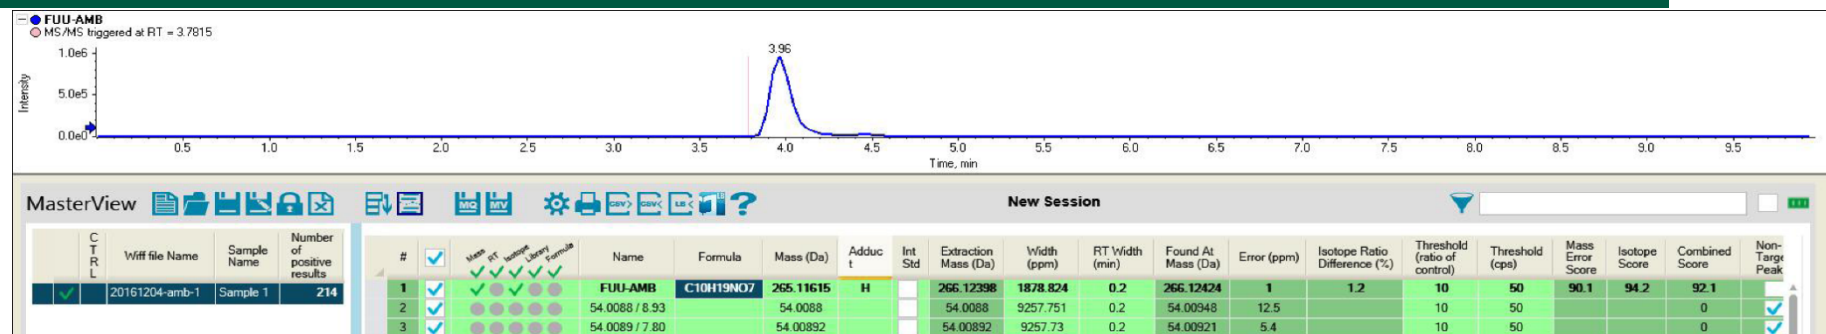 FUU-AMB
MS/MS triggered at RT = 3.7815
3.96
1.0e6
5.0e5
0.0e0
Intensity
0.5 1.0 1.5 2.0 2.5 3.0 3.5 4.0 4.5 5.0 5.5 6.0 6.5 7.0 7.5 8.0 8.5 9.0 9.5
Time, min
MasterView MQ MV CSV> CSV< LB< ? New Session
CTRL Wiff file Name Sample Name Number of positive results
20161204-amb-1 Sample 1 214
# Mass RT Isotope Library Formula Name Formula Mass (Da) Adduct Int Std Extraction Mass (Da) Width (ppm) RT Width (min) Found At Mass (Da) Error (ppm) Isotope Ratio Difference (%) Threshold (ratio of control) Threshold (cps) Mass Error Score Isotope Score Combined Score Non-Targe Peak
1 FUU-AMB C10H19NO7 265.11615 H 266.12398 1878.824 0.2 266.12424 1 1.2 10 50 90.1 94.2 92.1
2 54.0088 / 8.93 54.0088 54.0088 9257.751 0.2 54.00948 12.5 10 50 0
3 54.0089 / 7.80 54.00892 54.00892 9257.73 0.2 54.00921 5.4 10 50 0